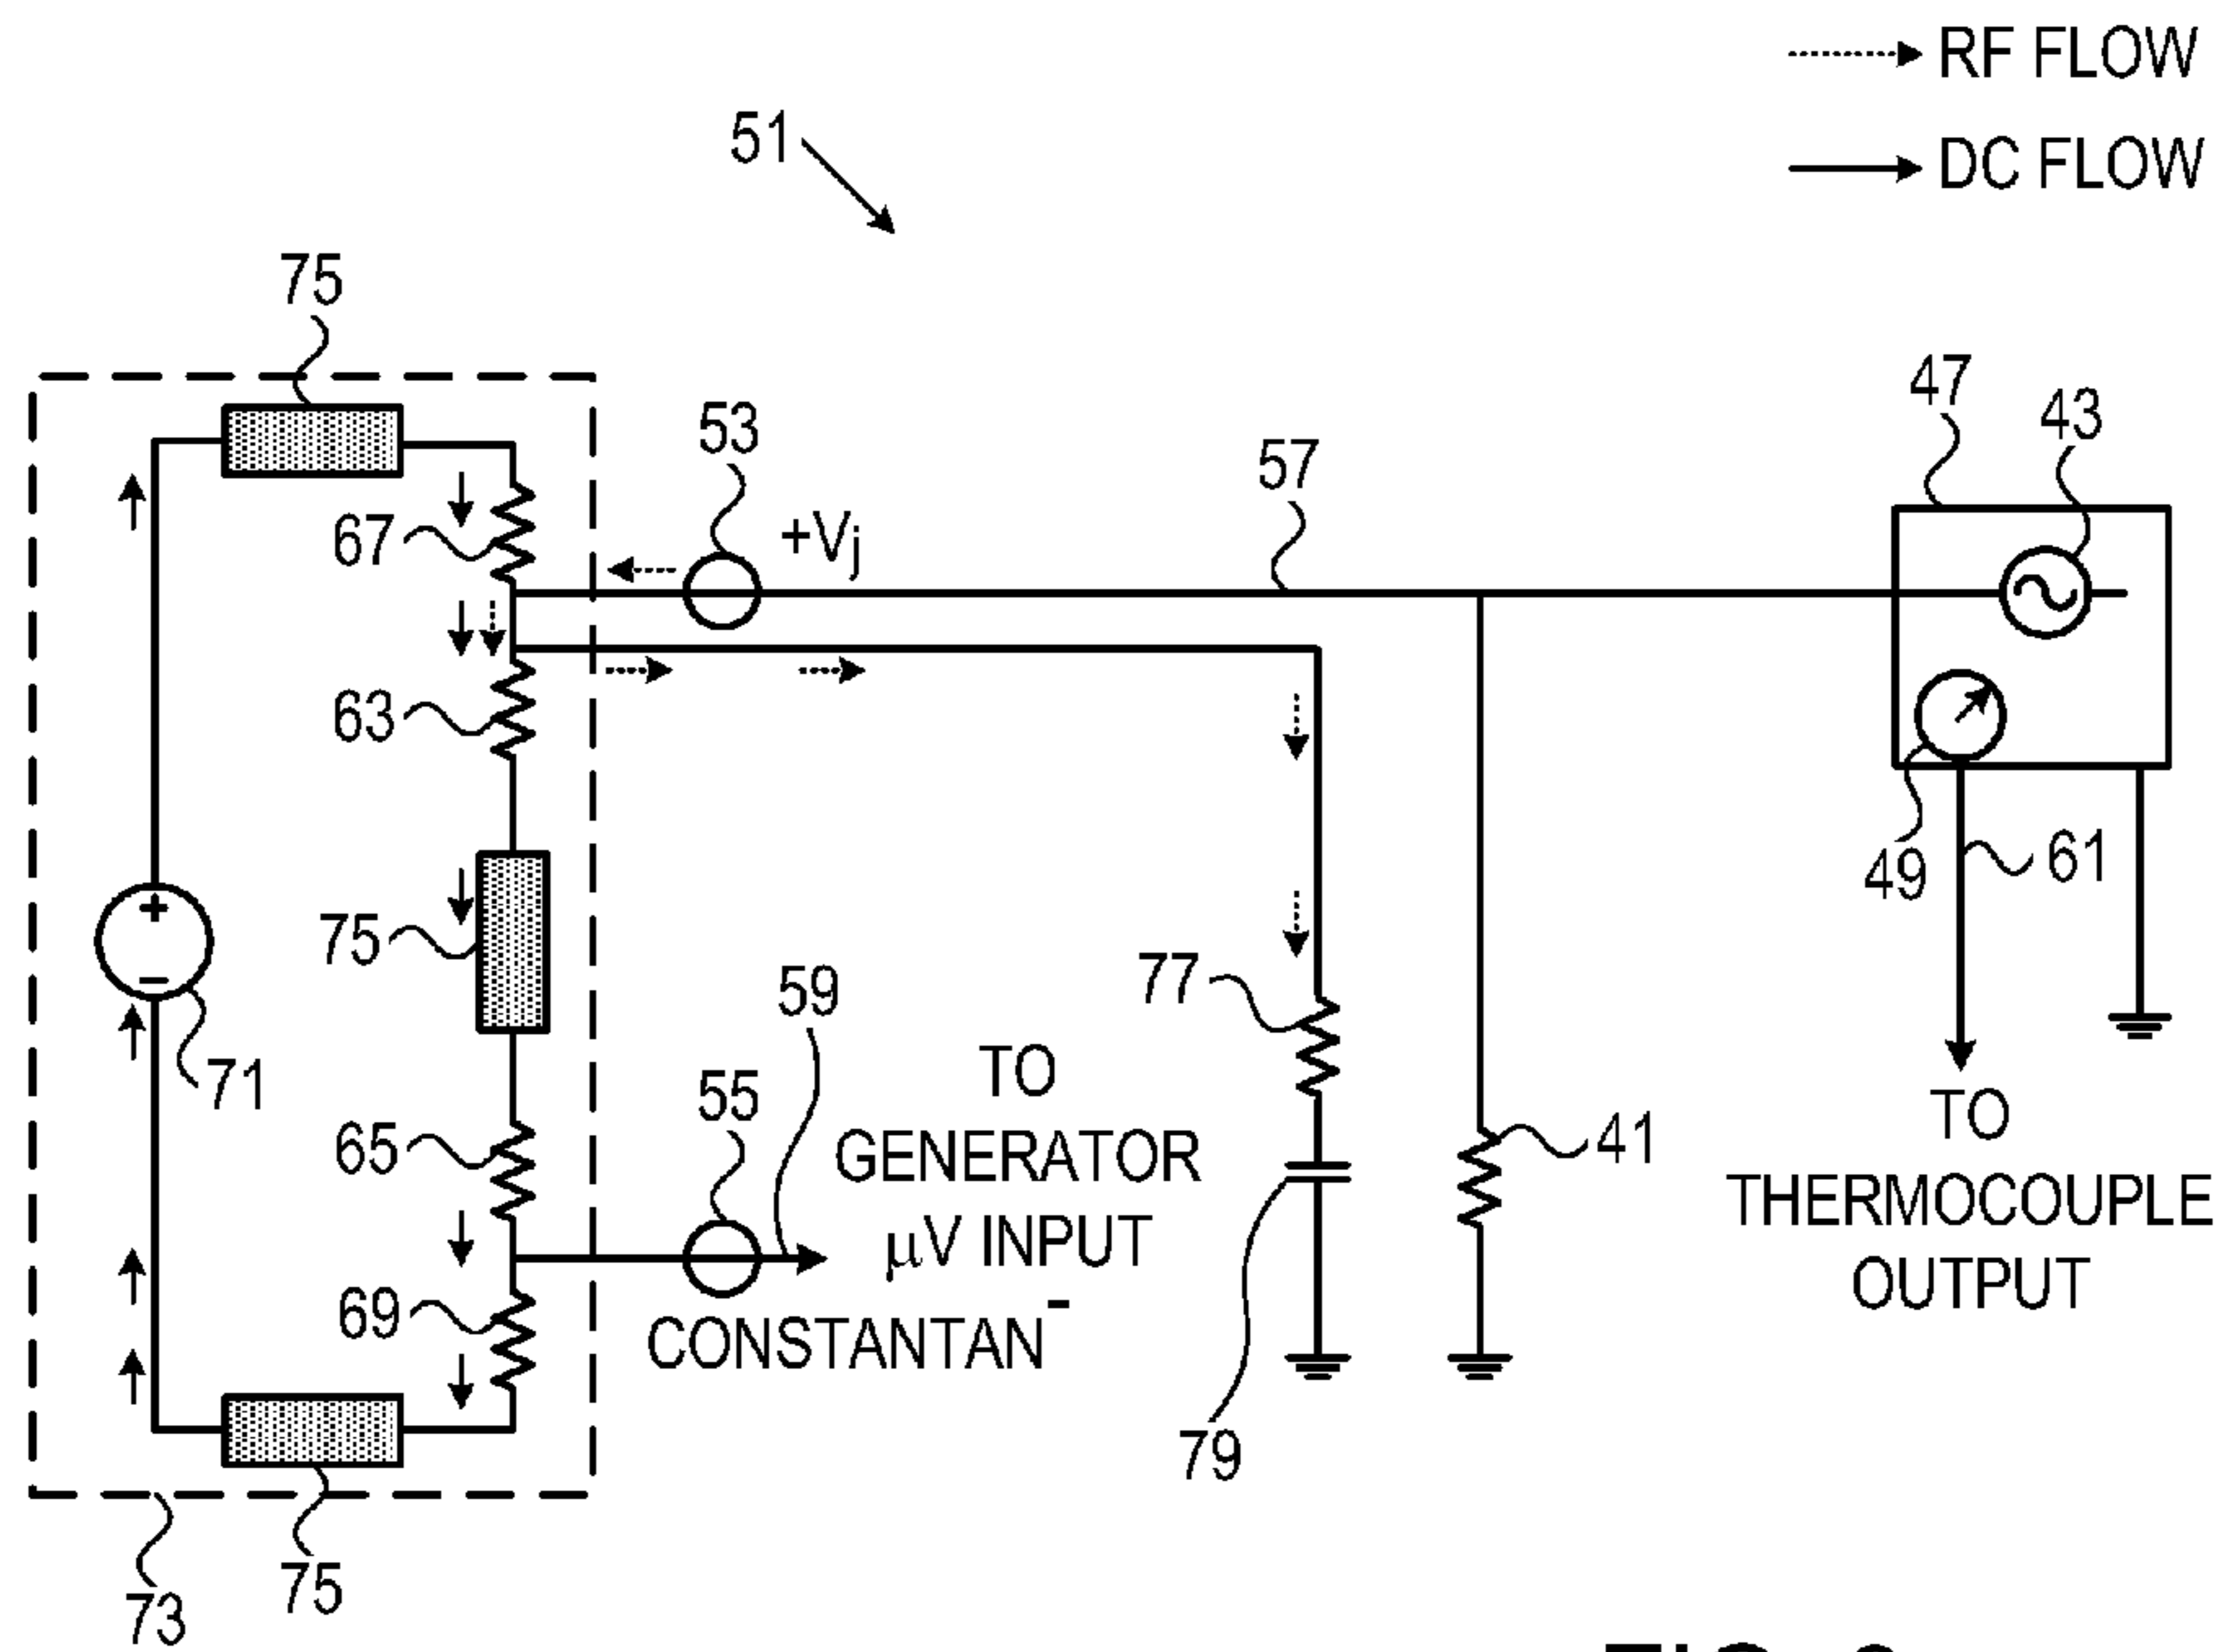 RF FLOW
DC FLOW
51
75
47
43
53
+Vj
57
67
63
49
61
75
77
59
71
TO
GENERATOR
µV INPUT
-
CONSTANTAN
55
65
41
TO
THERMOCOUPLE
OUTPUT
69
79
73
75